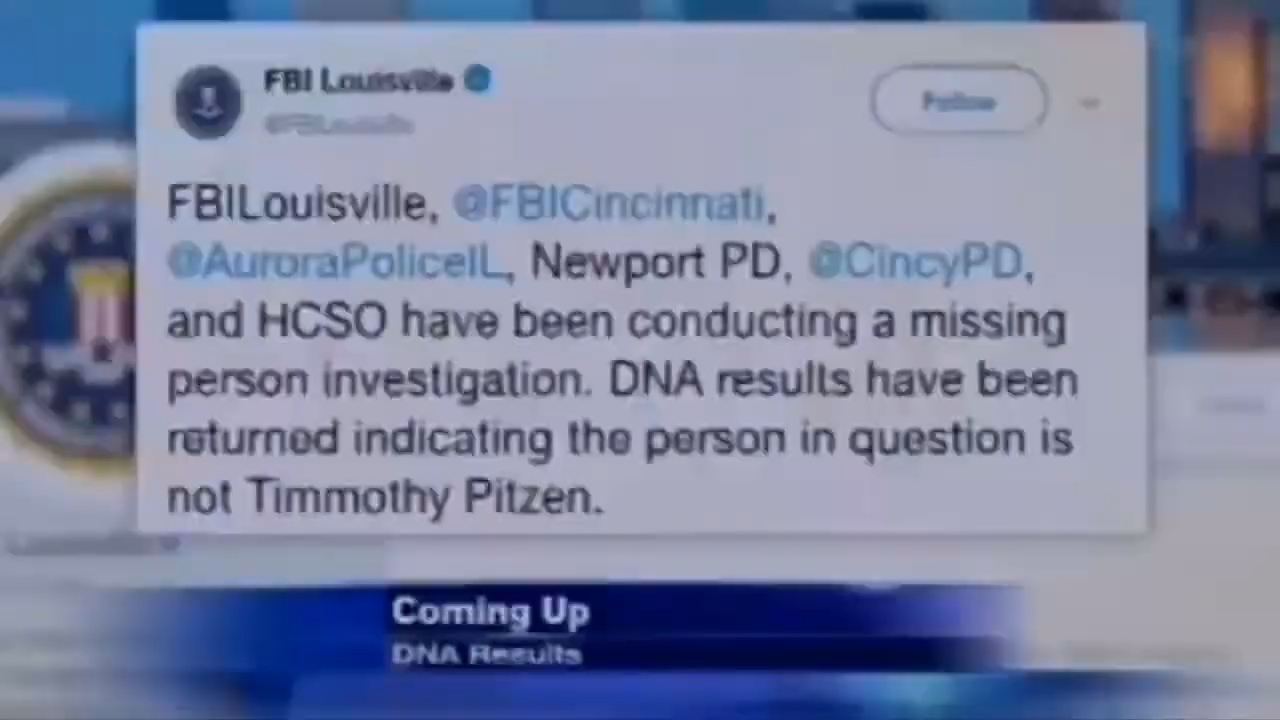 FBI Louisville
@FBILouisville
Follow
FBILouisville, @FBICincinnati,
@AuroraPoliceIL, Newport PD, @CincyPD,
and HCSO have been conducting a missing
person investigation. DNA results have been
returned indicating the person in question is
not Timmothy Pitzen.
Coming Up
DNA Results